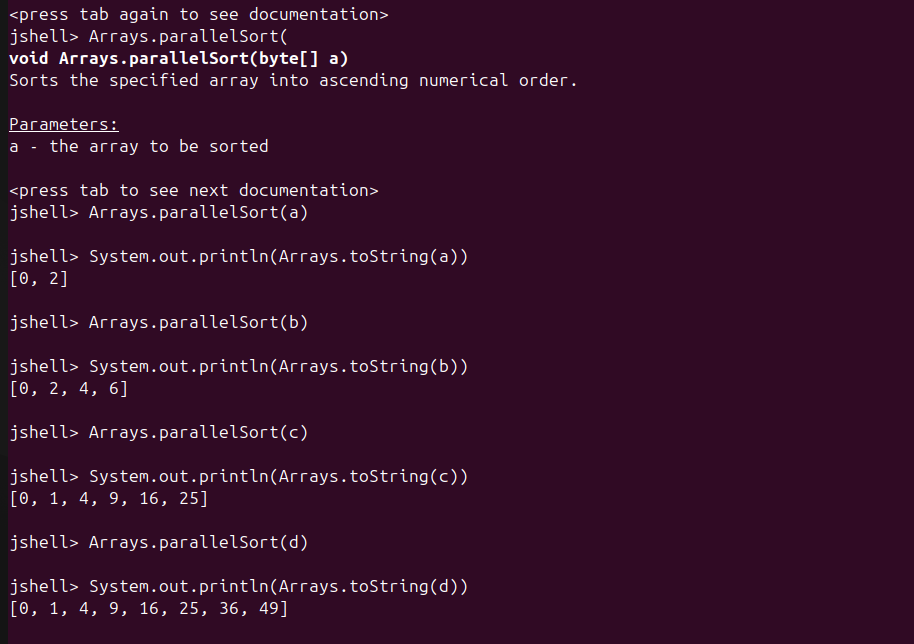 <press tab again to see documentation>
jshell> Arrays.parallelSort(
void Arrays.parallelSort(byte[] a)
Sorts the specified array into ascending numerical order.
Parameters:
a - the array to be sorted
<press tab to see next documentation>
jshell> Arrays.parallelSort(a)
jshell> System.out.println(Arrays.toString(a))
[0, 2]
jshell> Arrays.parallelSort(b)
jshell> System.out.println(Arrays.toString(b))
[0, 2, 4, 6]
jshell> Arrays.parallelSort(c)
jshell> System.out.println(Arrays.toString(c))
[0, 1, 4, 9, 16, 25]
jshell> Arrays.parallelSort(d)
jshell> System.out.println(Arrays.toString(d))
[0, 1, 4, 9, 16, 25, 36, 49]